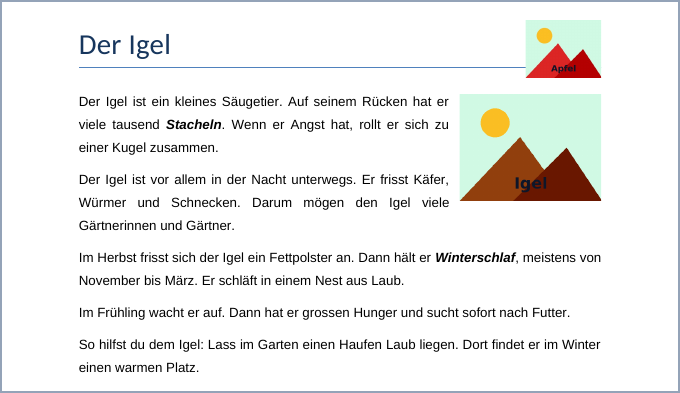 Der Igel
Apfel
Der Igel ist ein kleines Säugetier. Auf seinem Rücken hat er
viele tausend Stacheln. Wenn er Angst hat, rollt er sich zu
einer Kugel zusammen.
Igel
Der Igel ist vor allem in der Nacht unterwegs. Er frisst Käfer,
Würmer und Schnecken. Darum mögen den Igel viele
Gärtnerinnen und Gärtner.
Im Herbst frisst sich der Igel ein Fettpolster an. Dann hält er Winterschlaf, meistens von
November bis März. Er schläft in einem Nest aus Laub.
Im Frühling wacht er auf. Dann hat er grossen Hunger und sucht sofort nach Futter.
So hilfst du dem Igel: Lass im Garten einen Haufen Laub liegen. Dort findet er im Winter
einen warmen Platz.